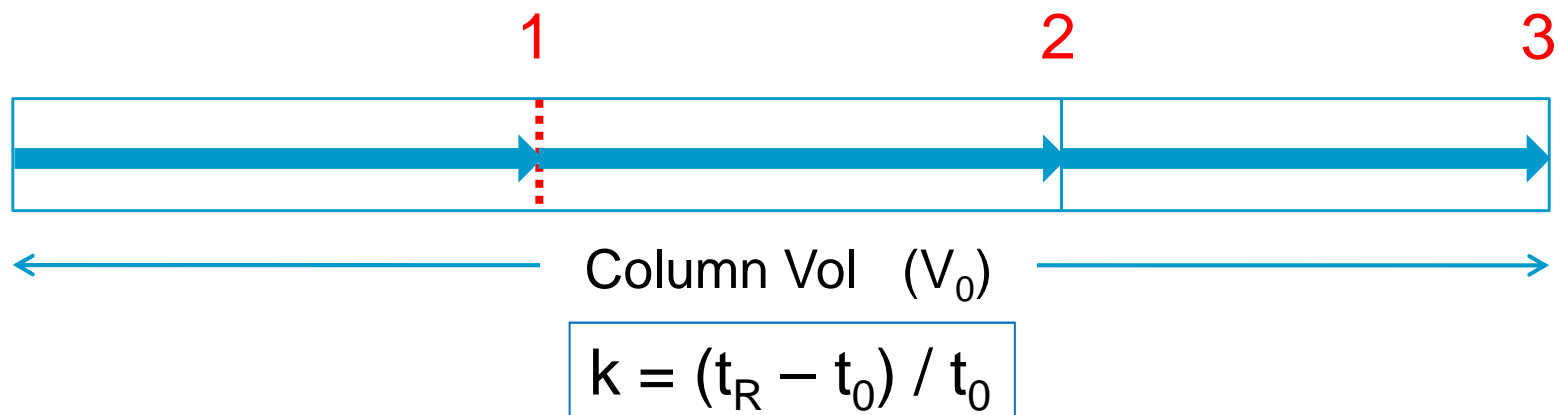 1 2 3
Column Vol (V₀)
k = (tR – t₀) / t₀